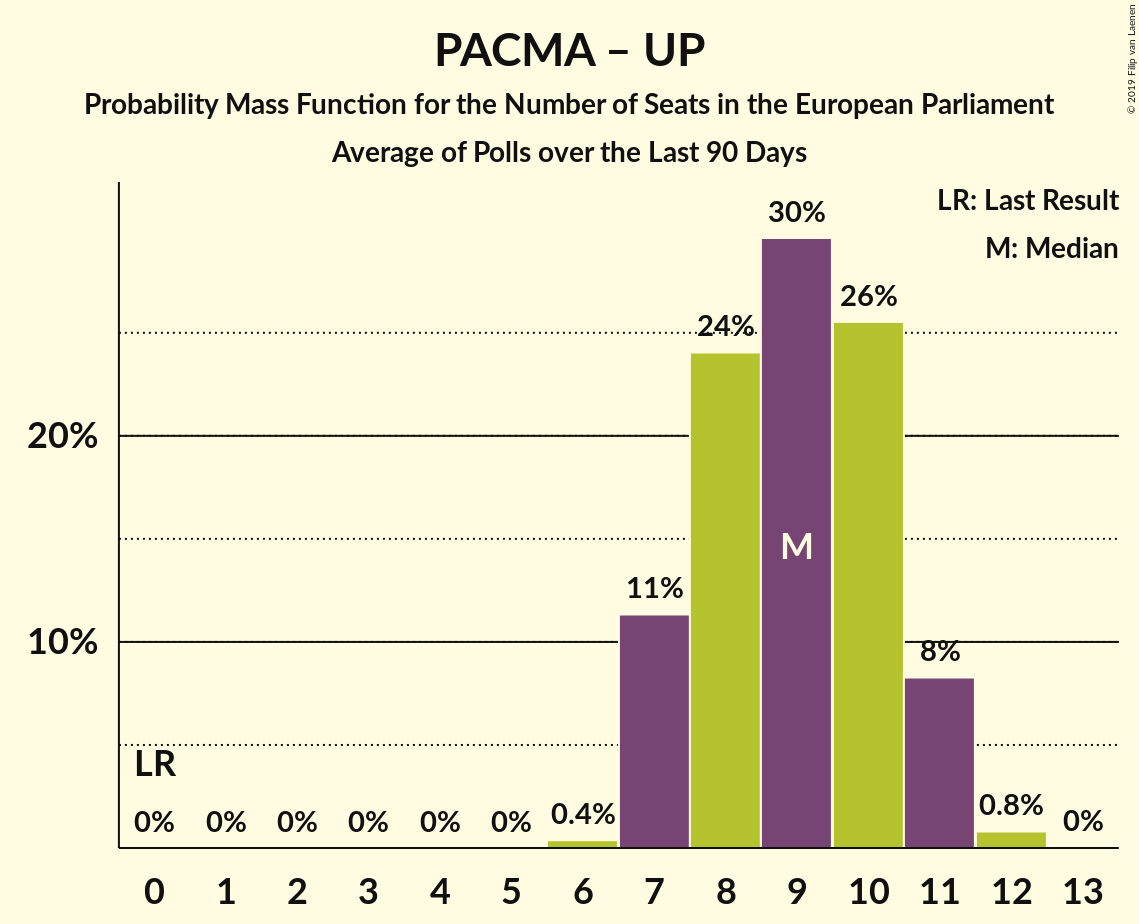 PACMA – UP
Probability Mass Function for the Number of Seats in the European Parliament
Average of Polls over the Last 90 Days
© 2019 Filip van Laenen
LR: Last Result
M: Median
30%
26%
24%
20%
M
11%
10%
8%
LR
0% 0% 0% 0% 0% 0% 0.4% 0.8% 0%
0 1 2 3 4 5 6 7 8 9 10 11 12 13